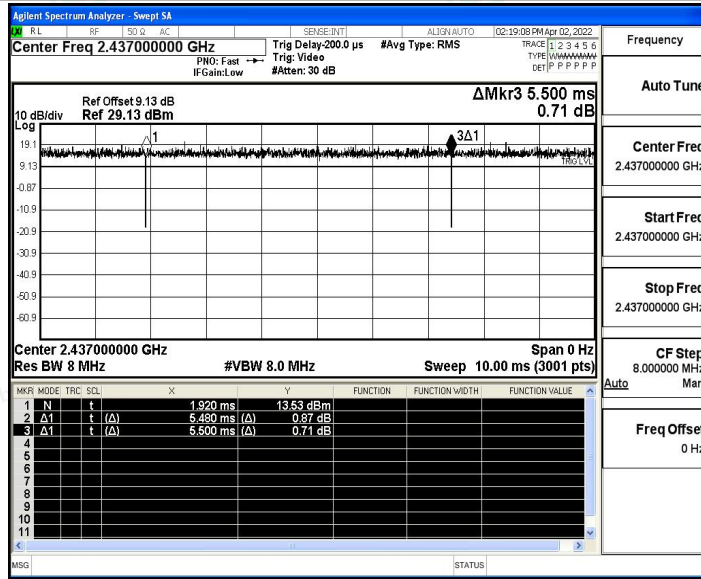 Agilent Spectrum Analyzer - Swept SA
RL RF 50 Ω AC SENSE:INT ALIGN AUTO 02:19:08 PM Apr 02, 2022
Center Freq 2.437000000 GHz
PNO: Fast
IFGain:Low
Trig Delay-200.0 µs
Trig: Video
#Atten: 30 dB
#Avg Type: RMS
TRACE 1 2 3 4 5 6
TYPE WWWWWW
DET P P P P P P
Frequency
Auto Tune
Center Freq
2.437000000 GHz
Start Freq
2.437000000 GHz
Stop Freq
2.437000000 GHz
CF Step
8.000000 MHz
Auto Man
Freq Offset
0 Hz
ΔMkr3 5.500 ms
0.71 dB
Ref Offset 9.13 dB
10 dB/div Ref 29.13 dBm
Log
1
3Δ1
19.1
TRIG LVL
9.13
-0.87
-10.9
-20.9
-30.9
-40.9
-50.9
-60.9
Center 2.437000000 GHz Span 0 Hz
Res BW 8 MHz #VBW 8.0 MHz Sweep 10.00 ms (3001 pts)
MKR MODE TRC SCL X Y FUNCTION FUNCTION WIDTH FUNCTION VALUE
1 N t 1.920 ms 13.53 dBm
2 Δ1 t (Δ) 5.480 ms (Δ) 0.87 dB
3 Δ1 t (Δ) 5.500 ms (Δ) 0.71 dB
4
5
6
7
8
9
10
11
MSG STATUS